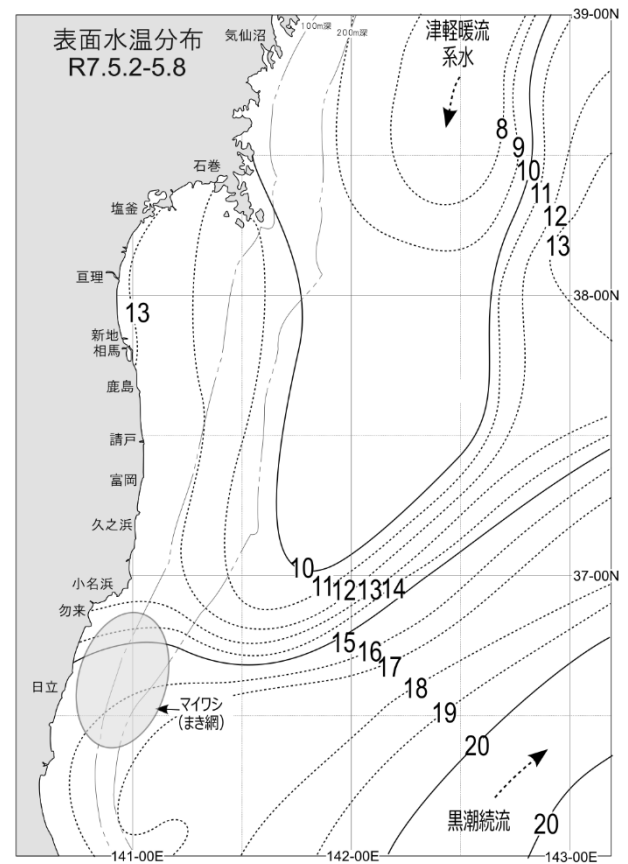 表面水温分布
R7.5.2-5.8
気仙沼
100m深
200m深
津軽暖流
系水
39-00N
石巻
塩釜
亘理
新地
相馬
鹿島
請戸
富岡
久之浜
小名浜
勿来
日立
8
9
10
11
12
13
13
38-00N
37-00N
10
11
12
13
14
15
16
17
18
19
20
20
マイワシ
(まき網)
黒潮続流
141-00E
142-00E
143-00E